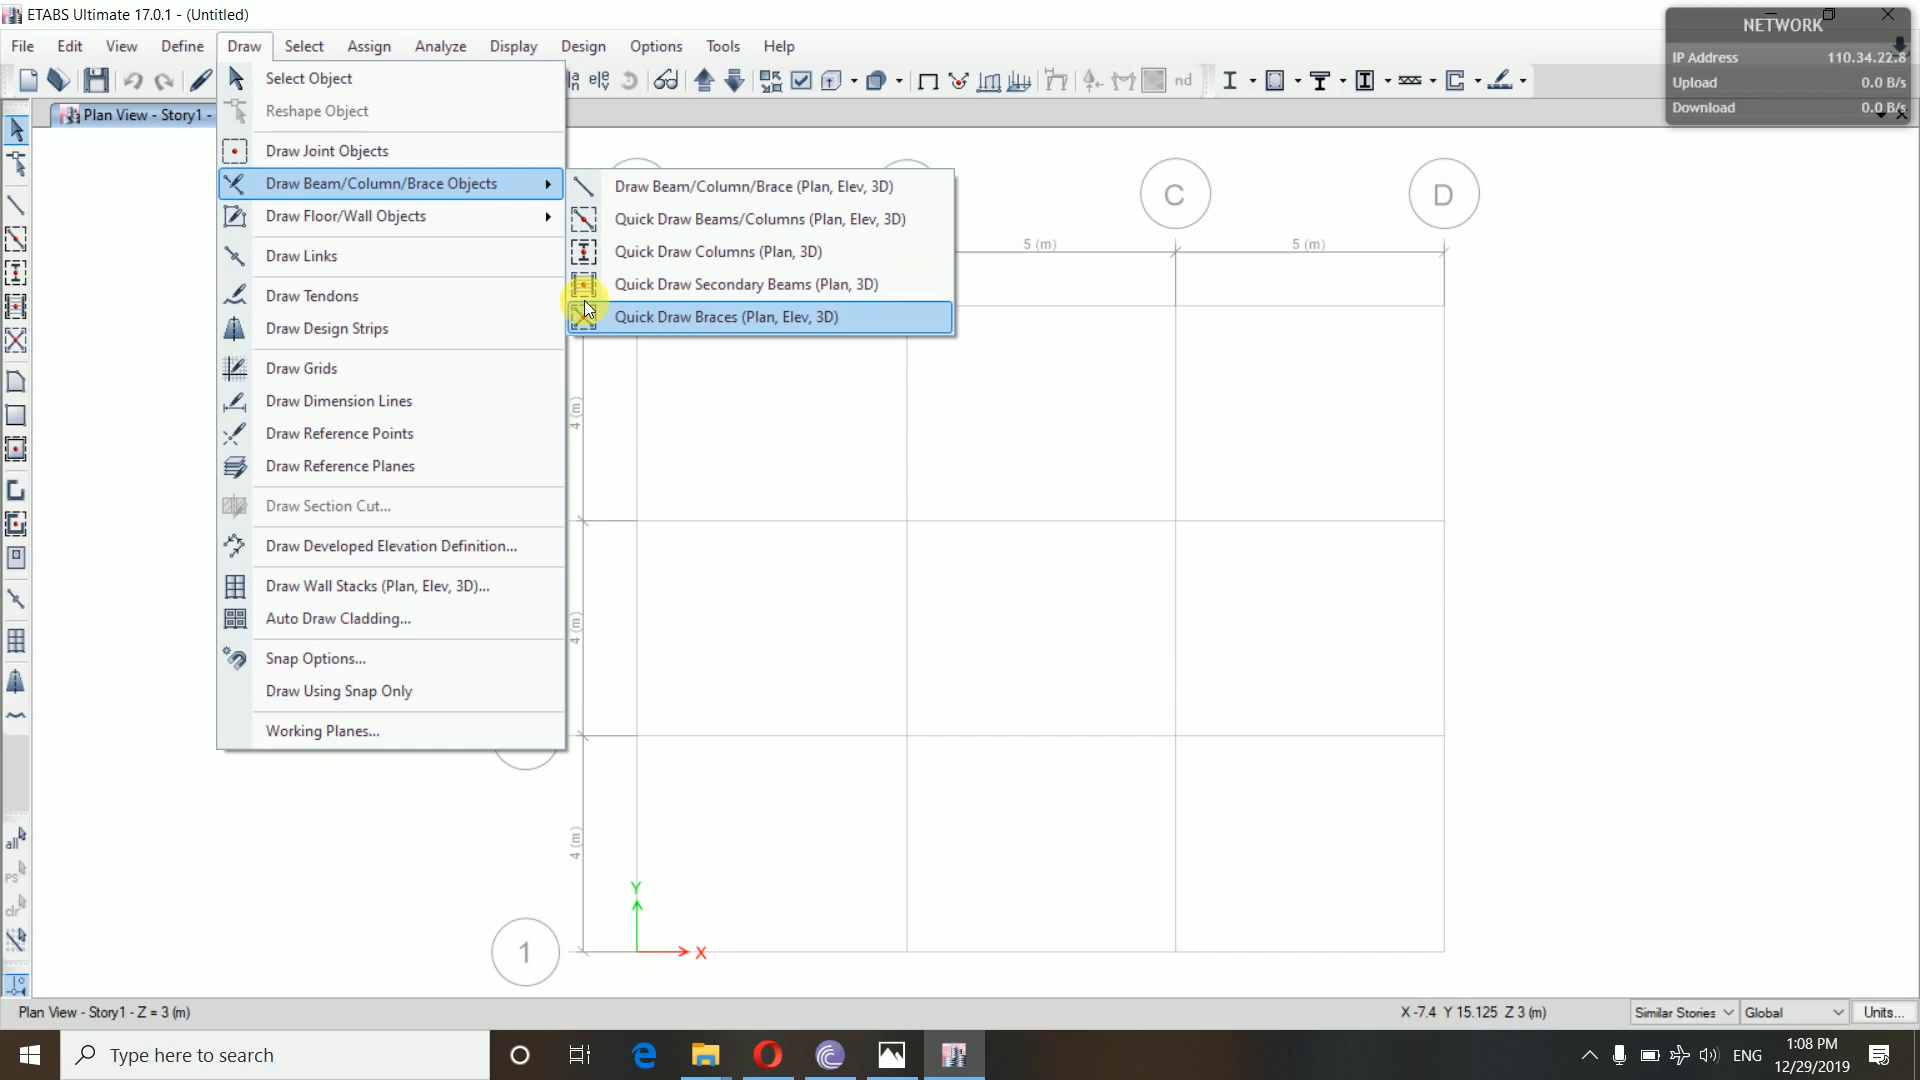 ETABS Ultimate 17.0.1 - (Untitled)
File Edit View Define Draw Select Assign Analyze Display Design Options Tools Help
NETWORK
IP Address 110.34.22.8
Upload 0.0 B/s
Download 0.0 B/s
nd
Plan View - Story1 -
Select Object
Reshape Object
Draw Joint Objects
Draw Beam/Column/Brace Objects
Draw Floor/Wall Objects
Draw Links
Draw Tendons
Draw Design Strips
Draw Grids
Draw Dimension Lines
Draw Reference Points
Draw Reference Planes
Draw Section Cut...
Draw Developed Elevation Definition...
Draw Wall Stacks (Plan, Elev, 3D)...
Auto Draw Cladding...
Snap Options...
Draw Using Snap Only
Working Planes...
Draw Beam/Column/Brace (Plan, Elev, 3D)
Quick Draw Beams/Columns (Plan, Elev, 3D)
Quick Draw Columns (Plan, 3D)
Quick Draw Secondary Beams (Plan, 3D)
Quick Draw Braces (Plan, Elev, 3D)
C D
5 (m) 5 (m)
4 (m)
4 (m)
4 (m)
1
Y
X
all
ps
clr
Plan View - Story1 - Z = 3 (m)
X -7.4 Y 15.125 Z 3 (m)
Similar Stories Global Units...
Type here to search
ENG
1:08 PM
12/29/2019